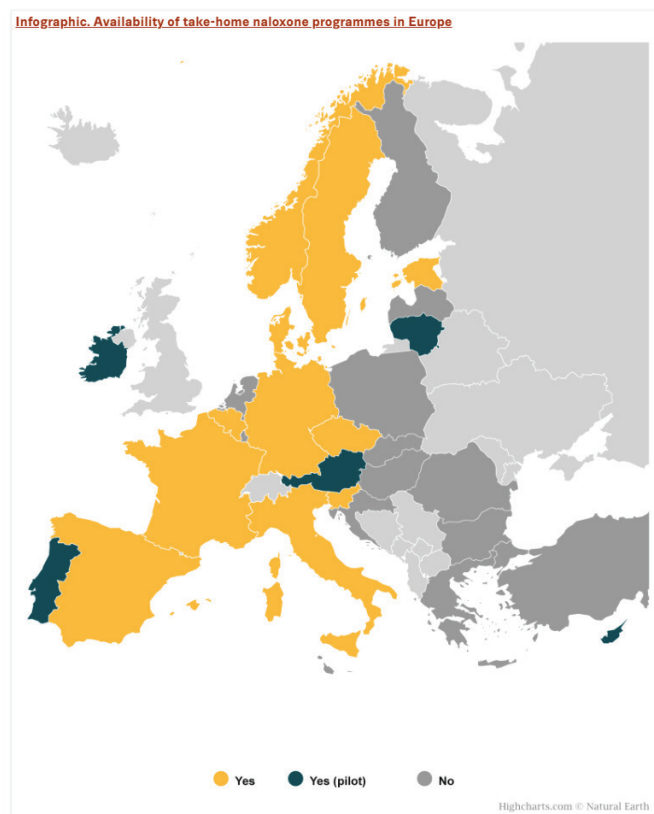 Infographic. Availability of take-home naloxone programmes in Europe
Yes
Yes (pilot)
No
Highcharts.com © Natural Earth